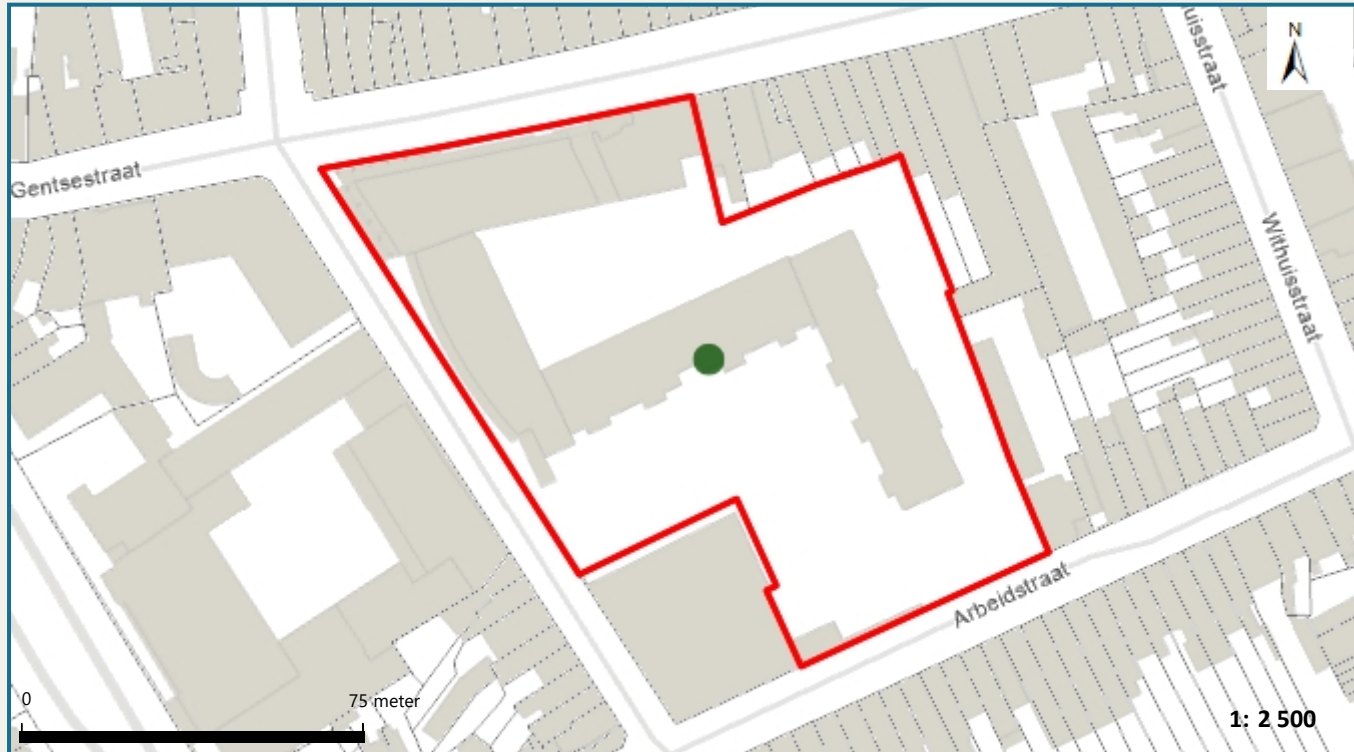 N
uisstraat
Gentsestraat
Withuisstraat
Arbeidstraat
0
75 meter
1: 2 500